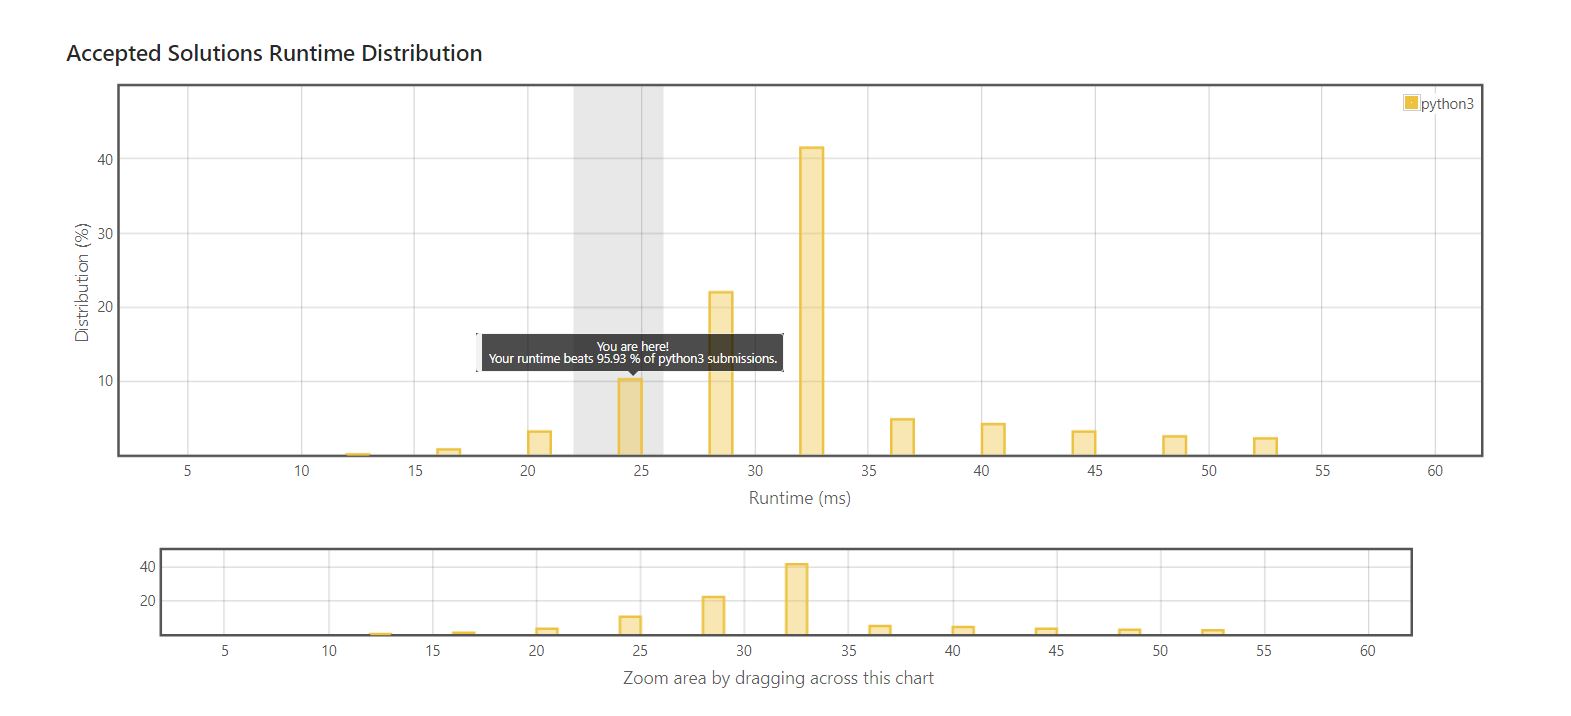 Accepted Solutions Runtime Distribution
python3
40
30
20
10
Distribution (%)
You are here!
Your runtime beats 95.93 % of python3 submissions.
5 10 15 20 25 30 35 40 45 50 55 60
Runtime (ms)
40
20
5 10 15 20 25 30 35 40 45 50 55 60
Zoom area by dragging across this chart